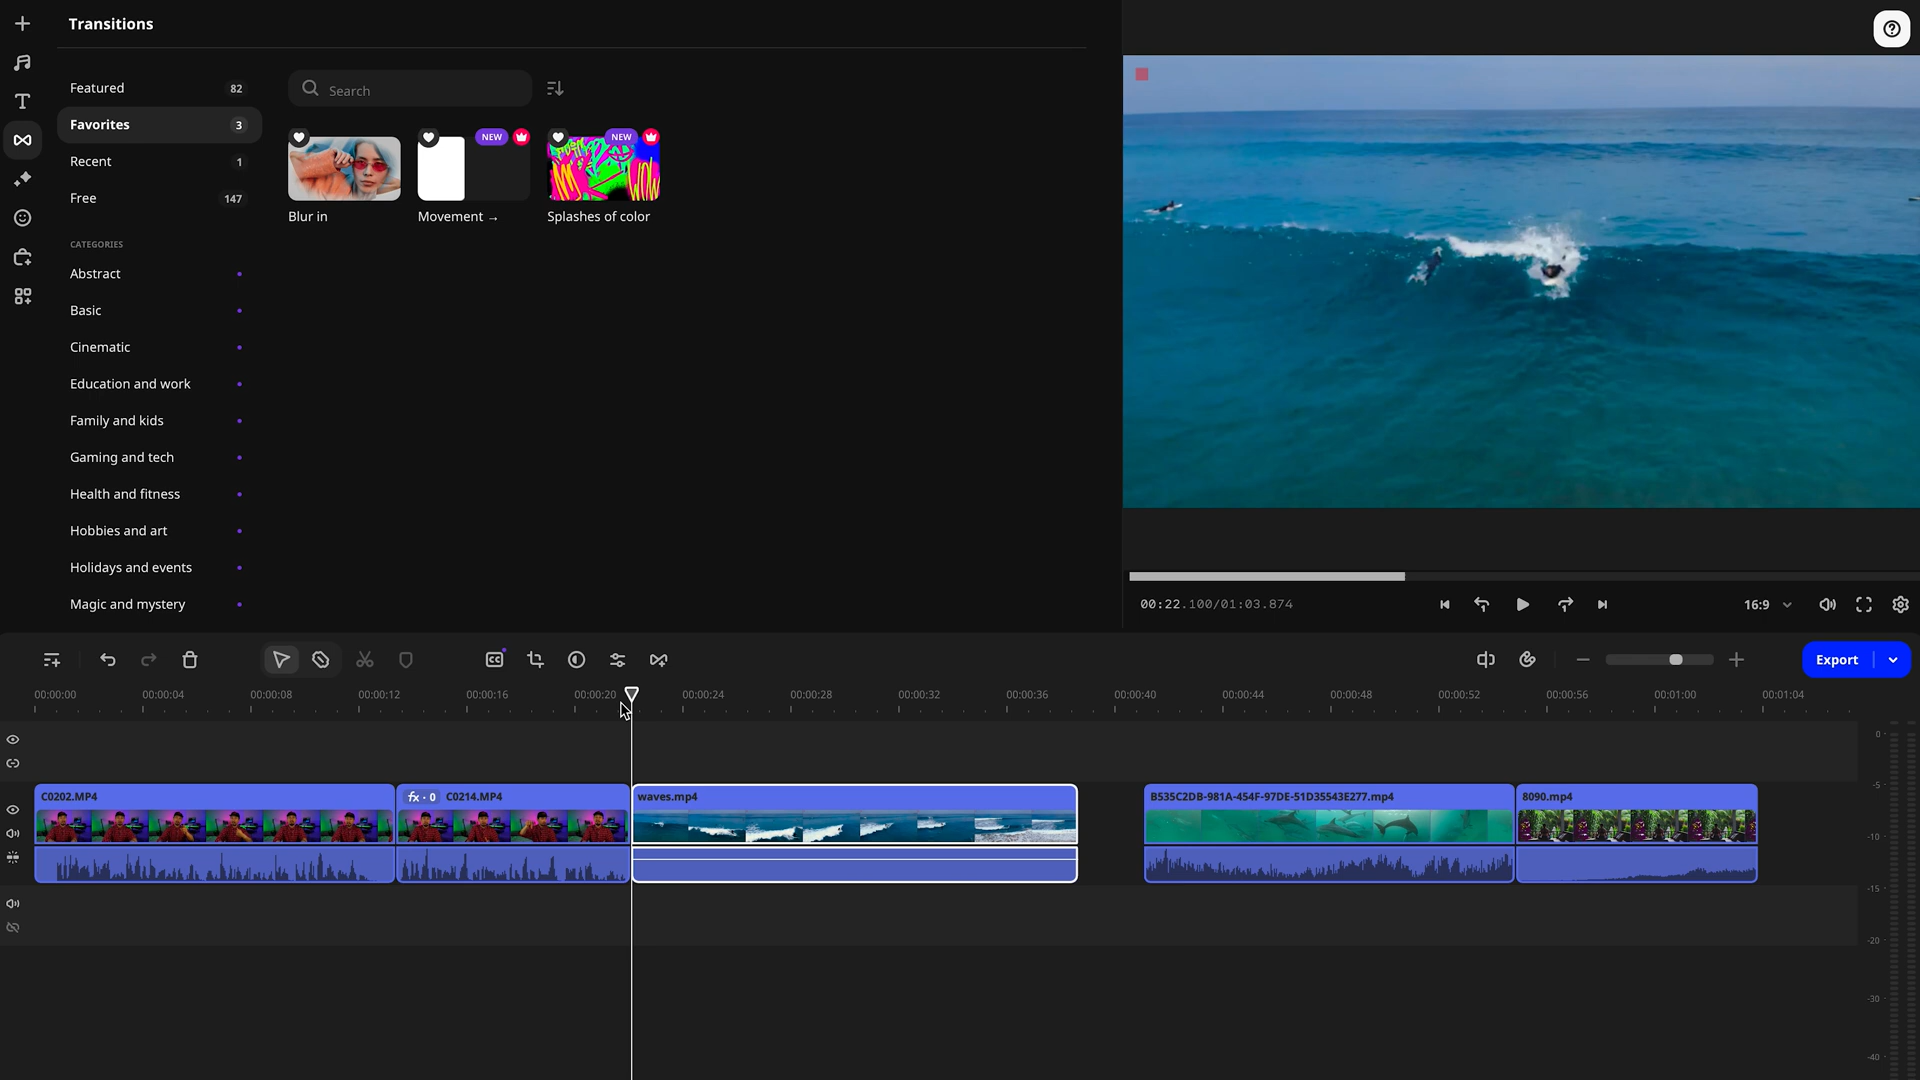 Transitions
Featured 82
Favorites 3
Recent 1
Free 147
CATEGORIES
Abstract
Basic
Cinematic
Education and work
Family and kids
Gaming and tech
Health and fitness
Hobbies and art
Holidays and events
Magic and mystery
Search
NEW
NEW
Blur in
Movement →
Splashes of color
00:22.100/01:03.874
16:9
CC
Export
00:00:00
00:00:04
00:00:08
00:00:12
00:00:16
00:00:20
00:00:24
00:00:28
00:00:32
00:00:36
00:00:40
00:00:44
00:00:48
00:00:52
00:00:56
00:01:00
00:01:04
C0202.MP4
fx · 0 C0214.MP4
waves.mp4
B535C2DB-981A-454F-97DE-51D35543E277.mp4
8090.mp4
0
-5
-10
-15
-20
-30
-40